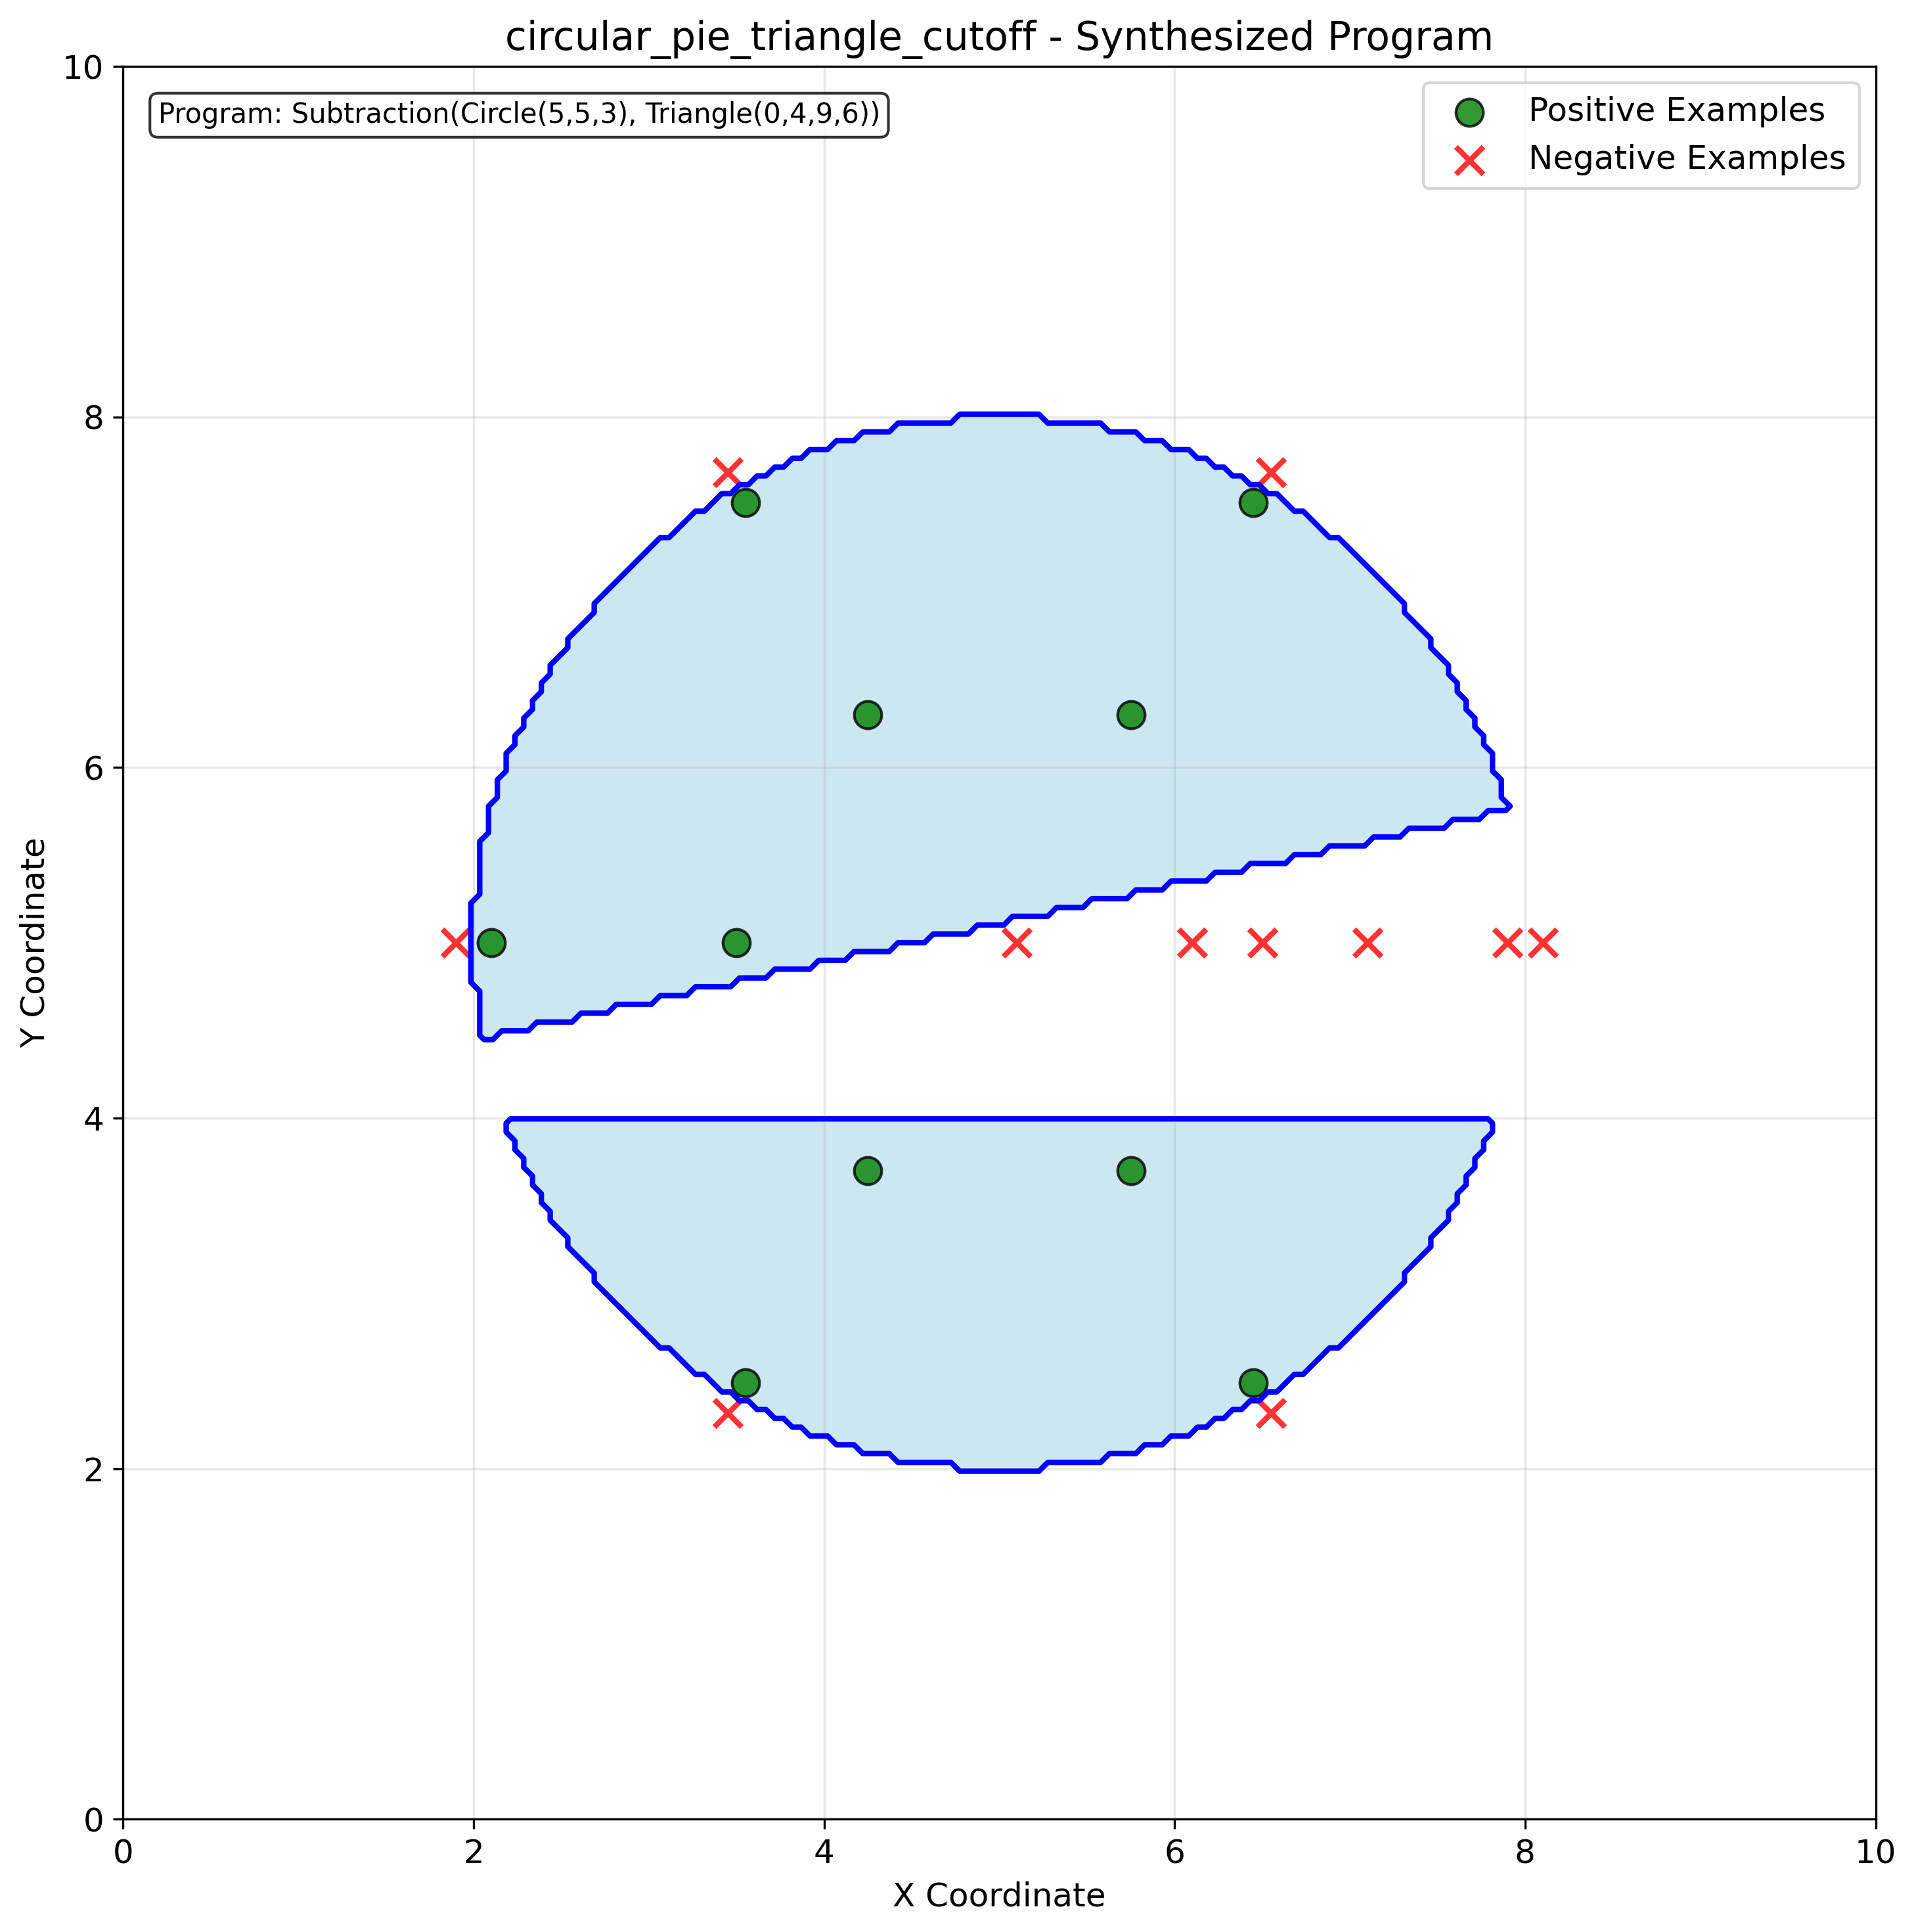 circular_pie_triangle_cutoff - Synthesized Program
Program: Subtraction(Circle(5,5,3), Triangle(0,4,9,6))
Positive Examples
Negative Examples
10
8
6
4
2
0
Y Coordinate
0 2 4 6 8 10
X Coordinate